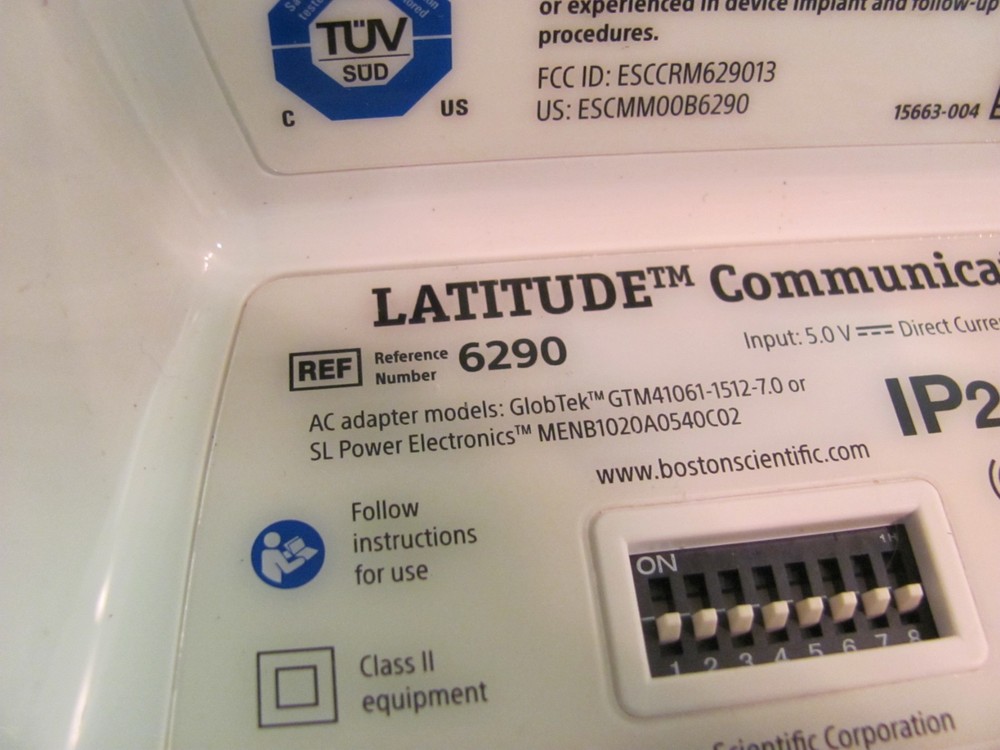 or experienced in device implant and follow-up
procedures.
FCC ID: ESCCRM629013
US: ESCMM00B6290
15663-004
TÜV
SÜD
C US
LATITUDE™ Communica
Input: 5.0 V ⎓ Direct Curre
REF Reference Number 6290
AC adapter models: GlobTek™ GTM41061-1512-7.0 or
SL Power Electronics™ MENB1020A0540C02
IP2
www.bostonscientific.com
Follow
instructions
for use
ON
1 2 3 4 5 6 7 8
Class II
equipment
Scientific Corporation